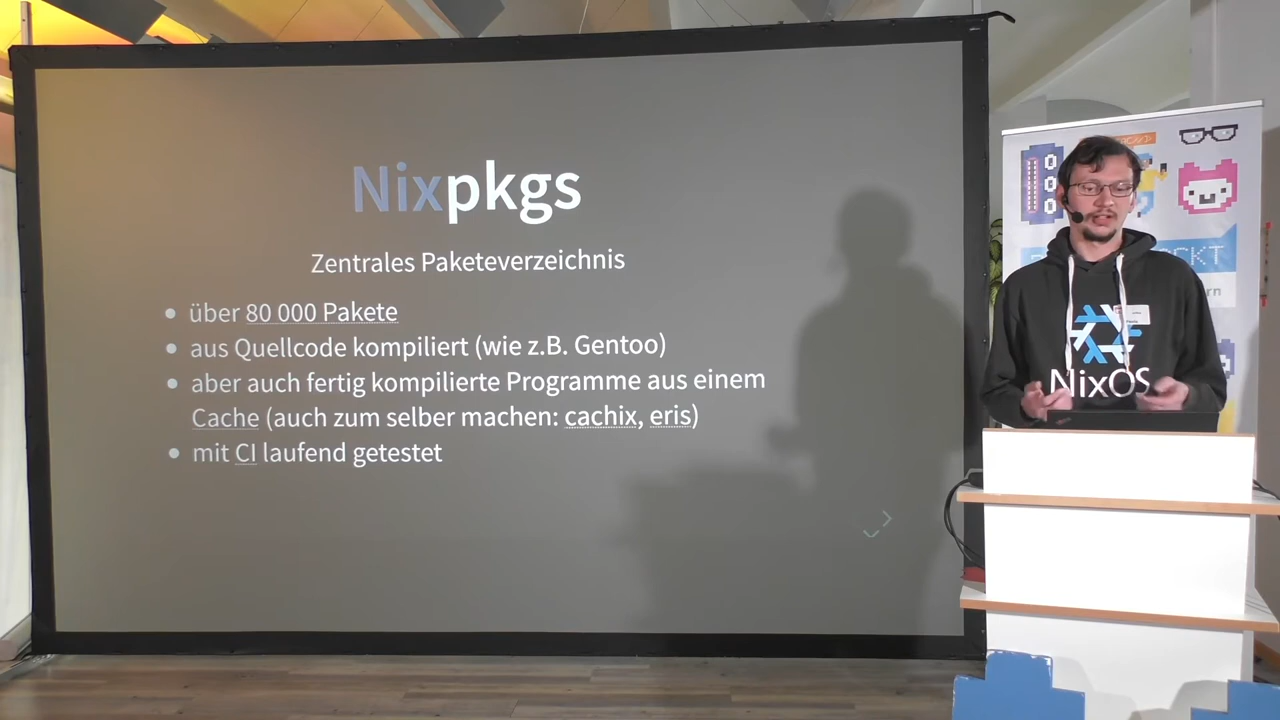 Nixpkgs
Zentrales Paketeverzeichnis
über 80 000 Pakete
aus Quellcode kompiliert (wie z.B. Gentoo)
aber auch fertig kompilierte Programme aus einem
Cache (auch zum selber machen: cachix, eris)
mit CI laufend getestet
NixOS